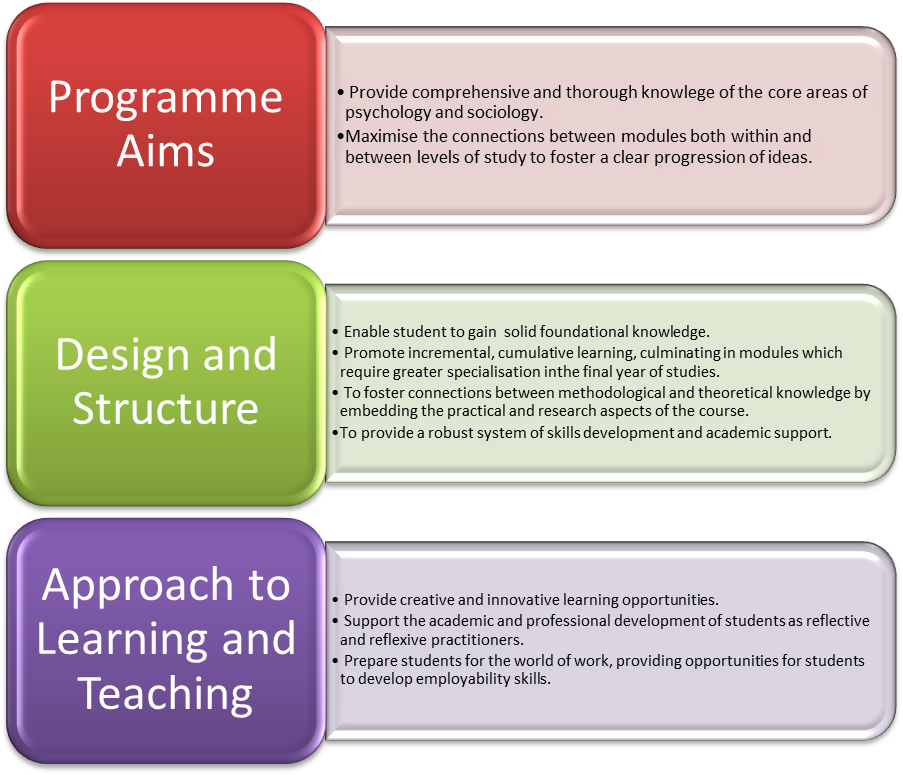 Programme
Aims
• Provide comprehensive and thorough knowlege of the core areas of
psychology and sociology.
•Maximise the connections between modules both within and
between levels of study to foster a clear progression of ideas.
Design and
Structure
• Enable student to gain  solid foundational knowledge.
• Promote incremental, cumulative learning, culminating in modules which
require greater specialisation inthe final year of studies.
• To foster connections between methodological and theoretical knowledge by
embedding the practical and research aspects of the course.
•To provide a robust system of skills development and academic support.
Approach to
Learning and
Teaching
• Provide creative and innovative learning opportunities.
• Support the academic and professional development of students as reflective
and reflexive practitioners.
• Prepare students for the world of work, providing opportunities for students
to develop employability skills.